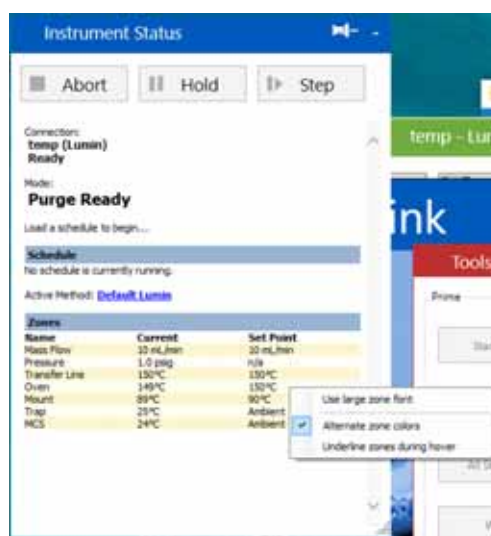 Instrument Status
Abort
Hold
Step
Connection:
temp (Lumin)
Ready
Mode:
Purge Ready
Load a schedule to begin...
Schedule
No schedule is currently running.
Active Method: Default Lumin
Zones
Name Current Set Point
Mass Flow 10 mL/min 10 mL/min
Pressure 1.0 psig n/a
Transfer Line 150°C 150°C
Oven 149°C 150°C
Mount 89°C 90°C
Trap 25°C Ambient
MCS 24°C Ambient
Use large zone font
Alternate zone colors
Underline zones during hover
temp - Lu
ink
Tools
Prime